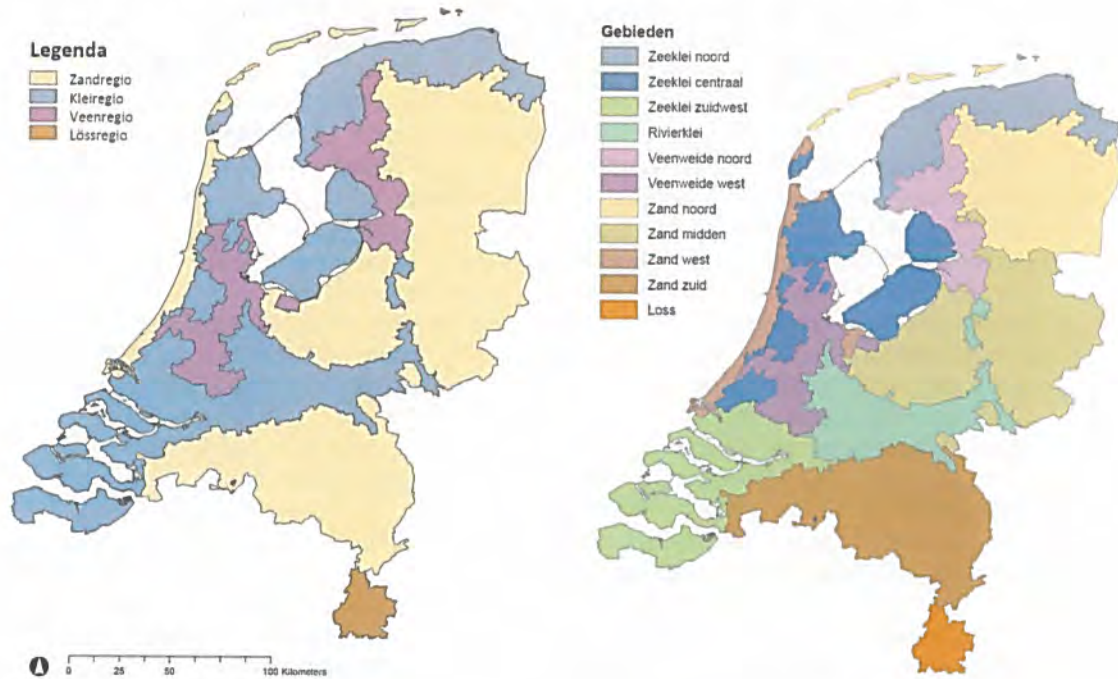 Legenda
Zandregio
Kleiregio
Veenregio
Lössregio
0 25 50 100 Kilometers
Gebieden
Zeeklei noord
Zeeklei centraal
Zeeklei zuidwest
Rivierklei
Veenweide noord
Veenweide west
Zand noord
Zand midden
Zand west
Zand zuid
Loss